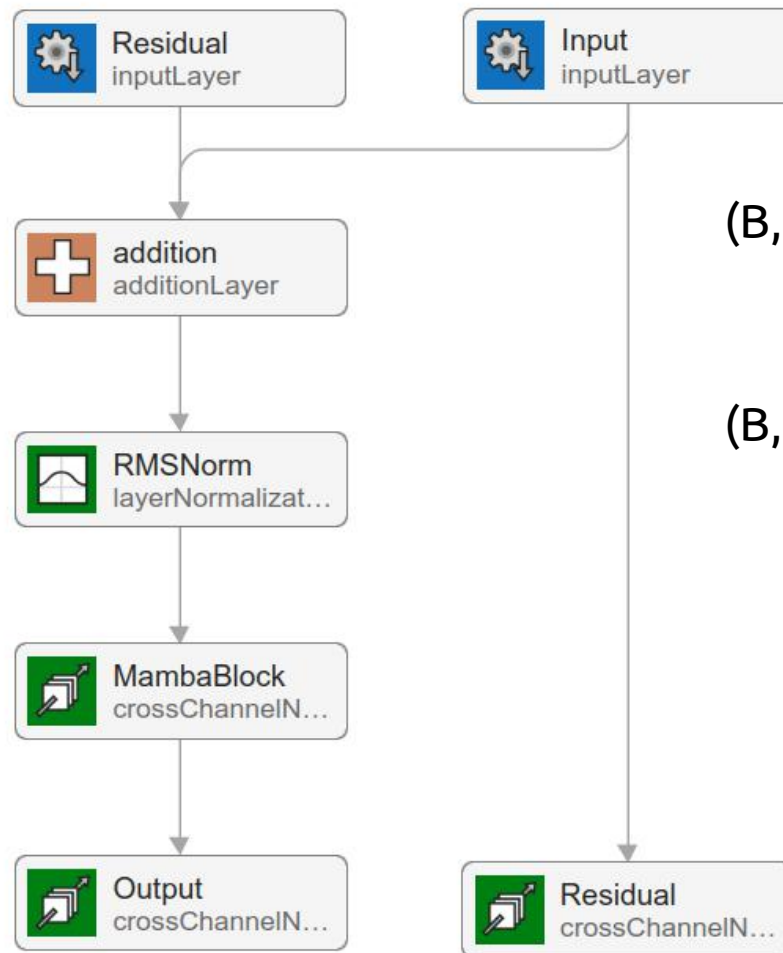 Residual
inputLayer
Input
inputLayer
(B,
addition
additionLayer
(B,
RMSNorm
layerNormalizat...
MambaBlock
crossChannelN...
Output
crossChannelN...
Residual
crossChannelN...